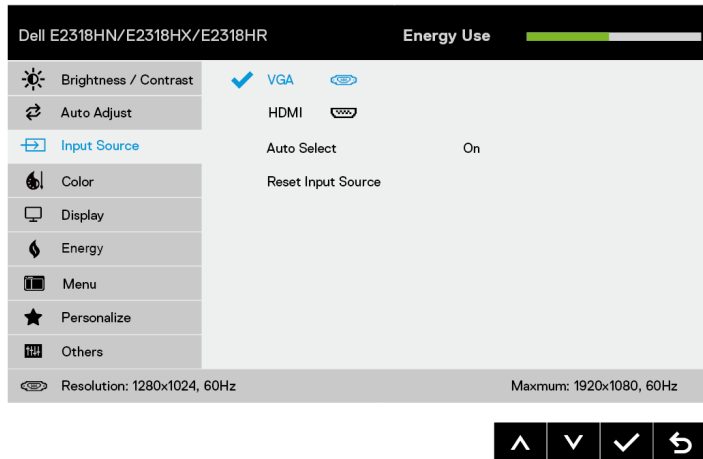 Dell E2318HN/E2318HX/E2318HR Energy Use
Brightness / Contrast VGA
Auto Adjust HDMI
Input Source Auto Select On
Color Reset Input Source
Display
Energy
Menu
Personalize
Others
Resolution: 1280x1024, 60Hz Maxmum: 1920x1080, 60Hz